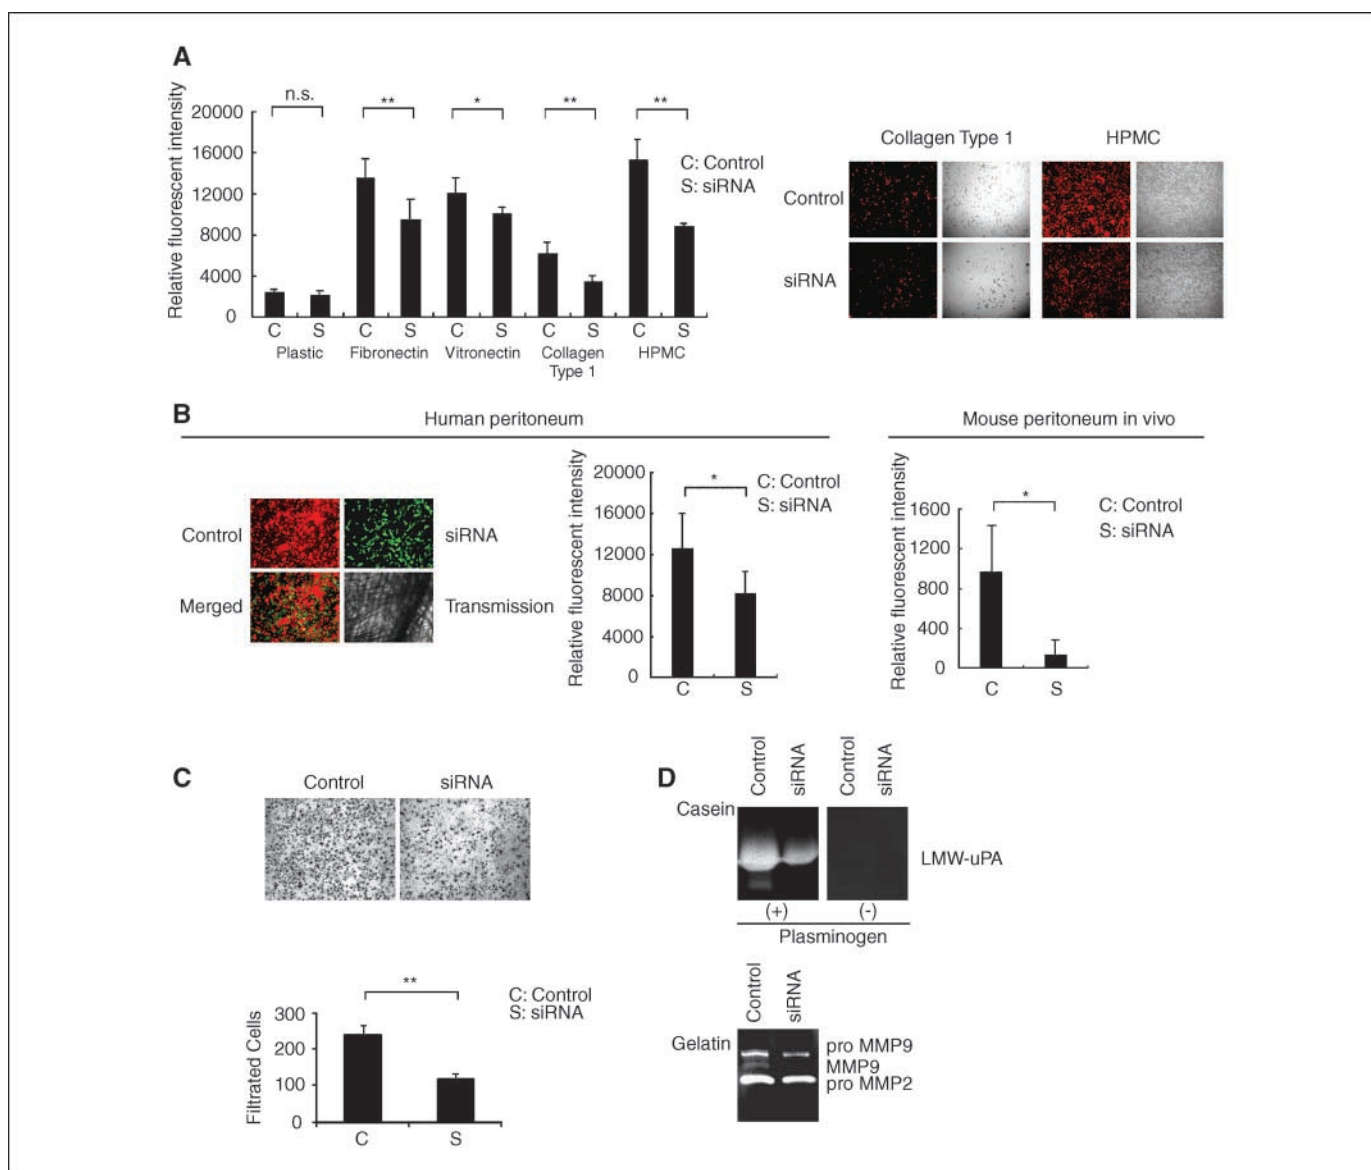 A
n.s.
**
*
**
**
Relative fluorescent intensity
20000
16000
12000
8000
4000
0
C: Control
S: siRNA
C S C S C S C S C S
Plastic Fibronectin Vitronectin Collagen Type 1 HPMC
Collagen Type 1 HPMC
Control
siRNA
B
Human peritoneum
Control
siRNA
Merged
Transmission
Relative fluorescent intensity
20000
16000
12000
8000
4000
0
*
C: Control
S: siRNA
C S
Mouse peritoneum in vivo
Relative fluorescent intensity
1600
1200
800
400
0
*
C: Control
S: siRNA
C S
C
Control siRNA
Filtrated Cells
300
200
100
0
**
C: Control
S: siRNA
C S
D
Control siRNA Control siRNA
Casein
LMW-uPA
(+) (-)
Plasminogen
Control siRNA
Gelatin
pro MMP9
MMP9
pro MMP2